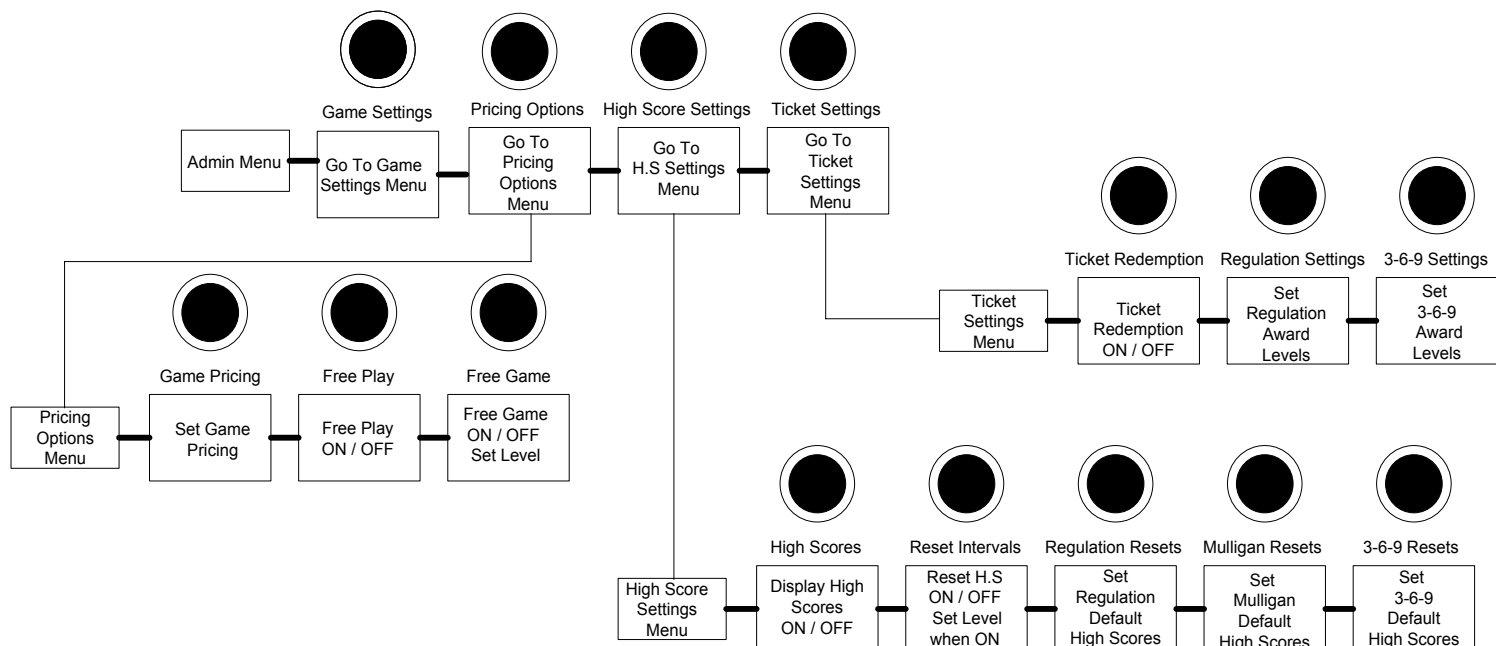 Game Settings
Pricing Options
High Score Settings
Ticket Settings
Admin Menu
Go To Game
Settings Menu
Go To
Pricing
Options
Menu
Go To
H.S Settings
Menu
Go To
Ticket
Settings
Menu
Ticket Redemption
Regulation Settings
3-6-9 Settings
Ticket
Settings
Menu
Ticket
Redemption
ON / OFF
Set
Regulation
Award
Levels
Set
3-6-9
Award
Levels
Game Pricing
Free Play
Free Game
Pricing
Options
Menu
Set Game
Pricing
Free Play
ON / OFF
Free Game
ON / OFF
Set Level
High Scores
Reset Intervals
Regulation Resets
Mulligan Resets
3-6-9 Resets
High Score
Settings
Menu
Display High
Scores
ON / OFF
Reset H.S
ON / OFF
Set Level
when ON
Set
Regulation
Default
High Scores
Set
Mulligan
Default
High Scores
Set
3-6-9
Default
High Scores